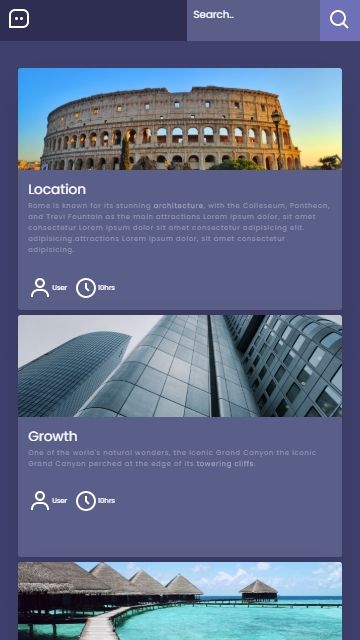 Search..
Location
Rome is known for its stunning architecture, with the Colleseum, Pantheon,
and Trevi Fountain as the main attractions Lorem ipsum dolor, sit amet
consectetur Lorem ipsum dolor sit amet consectetur adipisicing elit.
adipisicing.attractions Lorem ipsum dolor, sit amet consectetur
adipisicing.
User 10hrs
Growth
One of the world's natural wonders, the iconic Grand Canyon the iconic
Grand Canyon perched at the edge of its towering cliffs.
User 10hrs